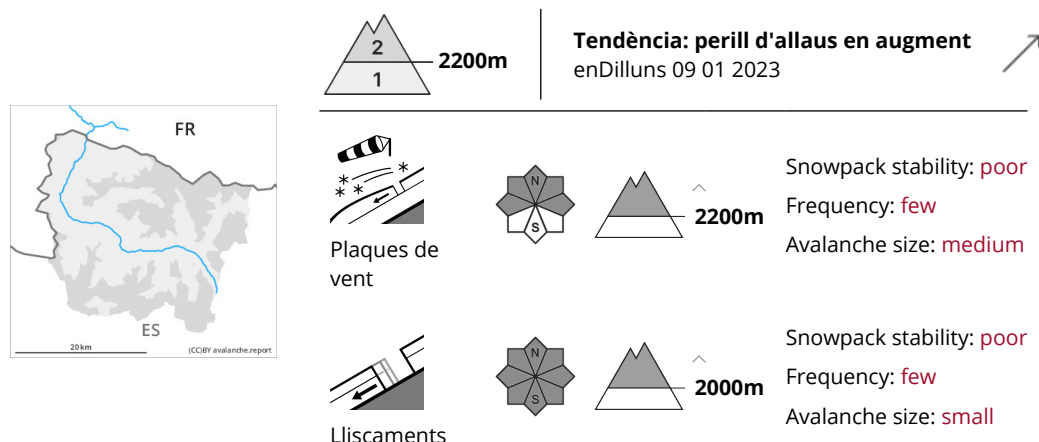 2
1
2200m
Tendència: perill d'allaus en augment
enDilluns 09 01 2023
FR
ES
20 km
(CC)BY avalanche.report
N
S
2200m
Plaques de
vent
Snowpack stability: poor
Frequency: few
Avalanche size: medium
N
S
2000m
Lliscaments
Snowpack stability: poor
Frequency: few
Avalanche size: small